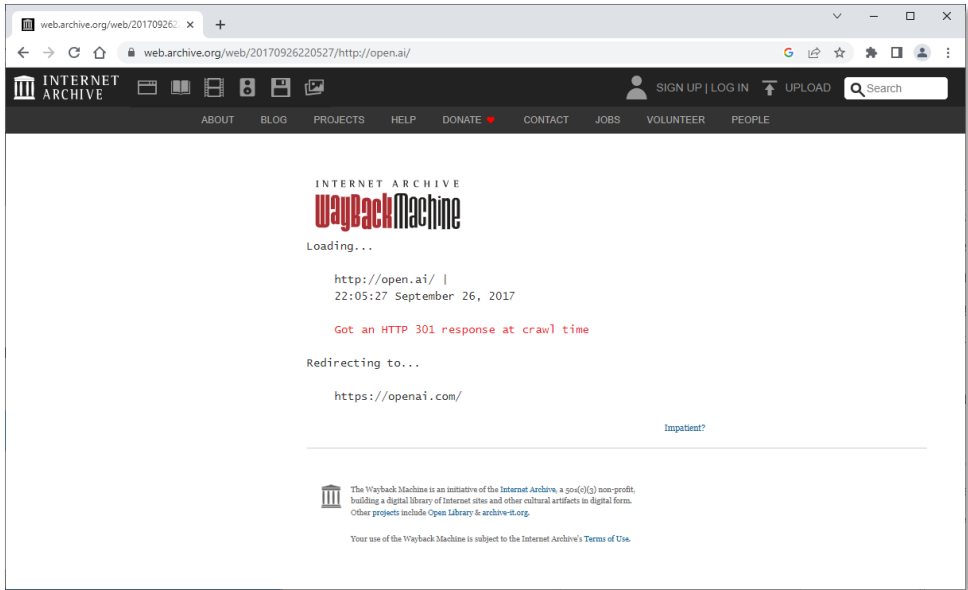 web.archive.org/web/201709262
web.archive.org/web/20170926220527/http://open.ai/
INTERNET ARCHIVE
SIGN UP | LOG IN
UPLOAD
Search
ABOUT BLOG PROJECTS HELP DONATE CONTACT JOBS VOLUNTEER PEOPLE
INTERNET ARCHIVE
WayBackMachine
Loading...
http://open.ai/ |
22:05:27 September 26, 2017
Got an HTTP 301 response at crawl time
Redirecting to...
https://openai.com/
Impatient?
The Wayback Machine is an initiative of the Internet Archive, a 501(c)(3) non-profit,
building a digital library of Internet sites and other cultural artifacts in digital form.
Other projects include Open Library & archive-it.org.
Your use of the Wayback Machine is subject to the Internet Archive's Terms of Use.